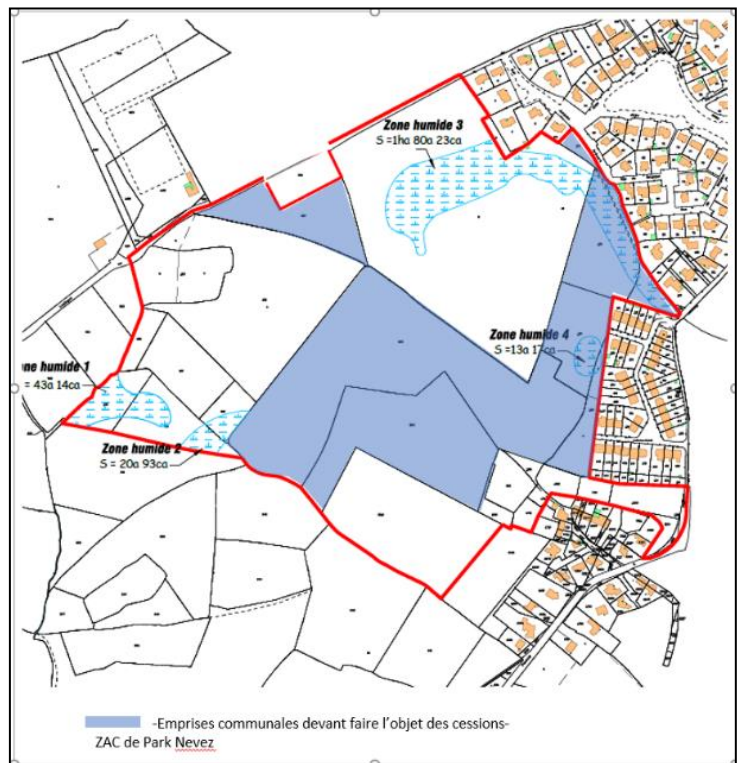 Zone humide 3
S =1ha 80a 23ca
Zone humide 4
S =13a 17ca
ne humide 1
= 43a 14ca
Zone humide 2
S = 20a 93ca
-Emprises communales devant faire l'objet des cessions-
ZAC de Park Nevez